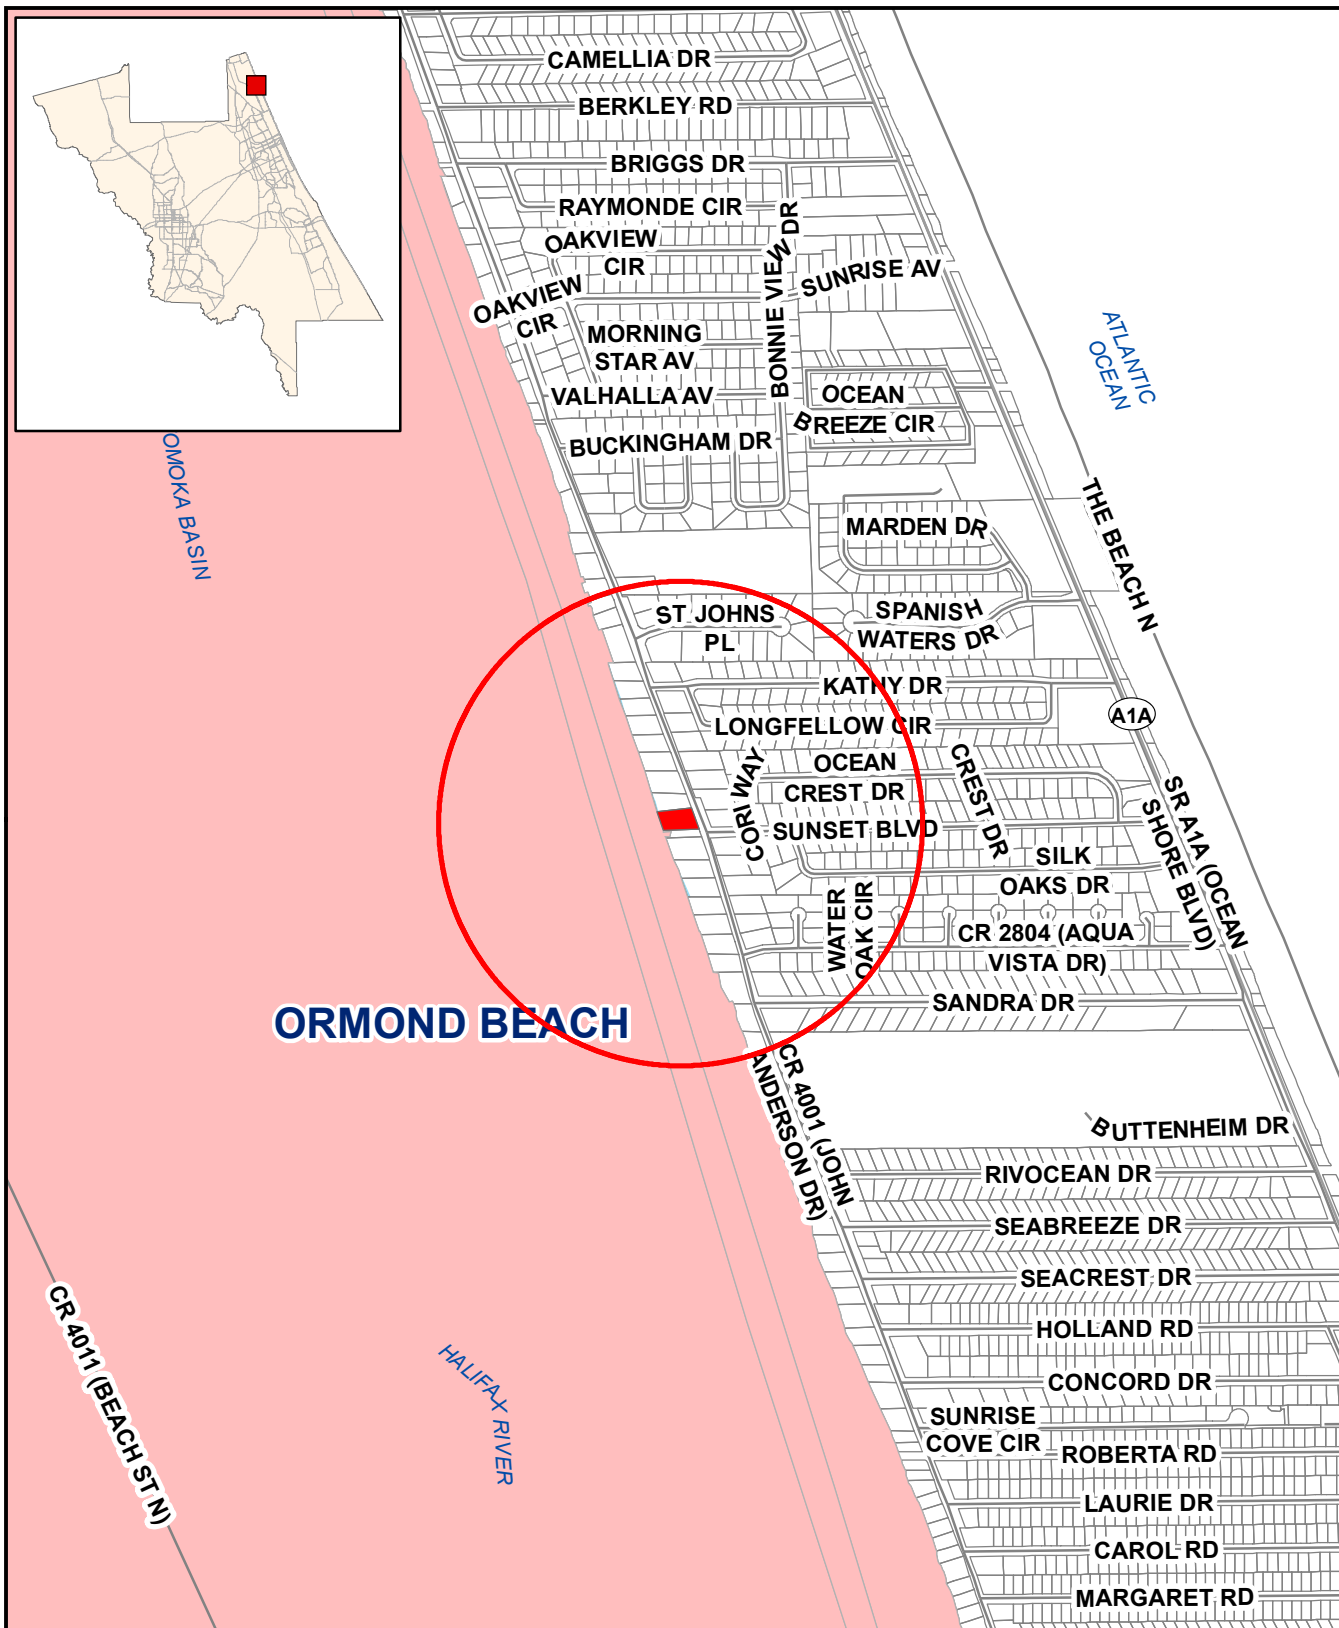 CAMELLIA DR
BERKLEY RD
BRIGGS DR
RAYMONDE CIR
OAKVIEW
CIR
BONNIE VIEW DR
SUNRISE AV
OAKVIEW
CIR
MORNING
STAR AV
VALHALLA AV
OCEAN
BREEZE CIR
BUCKINGHAM DR
ATLANTIC
OCEAN
OMOKA BASIN
MARDEN DR
THE BEACH N
ST JOHNS
PL
SPANISH
WATERS DR
KATHY DR
LONGFELLOW CIR
A1A
CORI WAY
OCEAN
CREST DR
CREST DR
SUNSET BLVD
SILK
OAKS DR
SR A1A (OCEAN
SHORE BLVD)
WATER
OAK CIR
CR 2804 (AQUA
VISTA DR)
SANDRA DR
ORMOND BEACH
CR 4001 (JOHN
ANDERSON DR)
BUTTENHEIM DR
RIVOCEAN DR
SEABREEZE DR
SEACREST DR
HOLLAND RD
CONCORD DR
SUNRISE
COVE CIR
ROBERTA RD
LAURIE DR
CAROL RD
MARGARET RD
CR 4011 (BEACH ST N)
HALIFAX RIVER